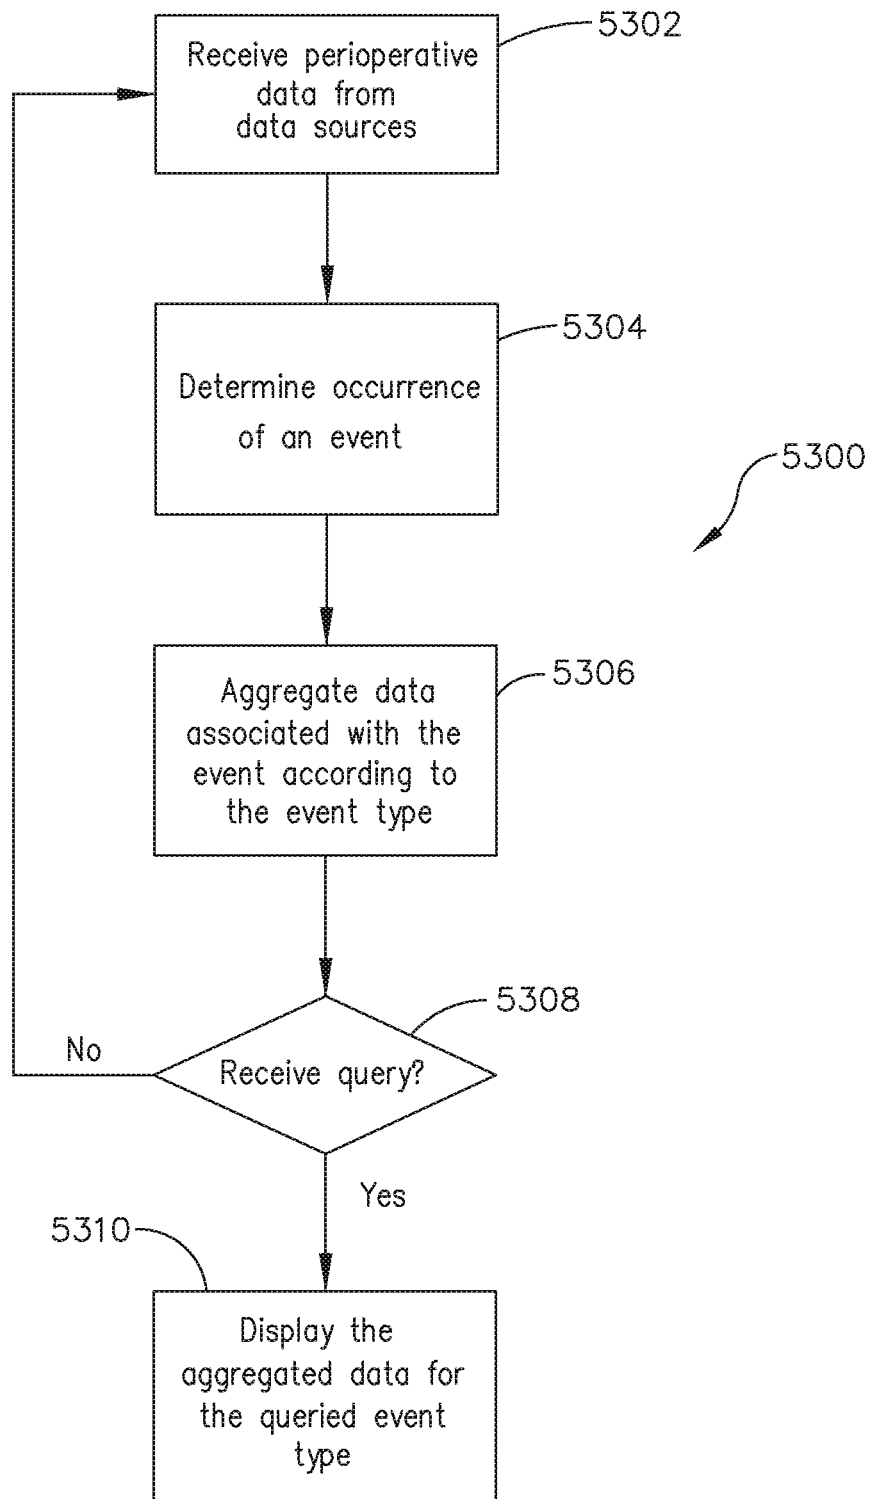 5302
Receive perioperative
data from
data sources
5304
Determine occurrence
of an event
5300
5306
Aggregate data
associated with the
event according to
the event type
5308
No
Receive query?
Yes
5310
Display the
aggregated data for
the queried event
type